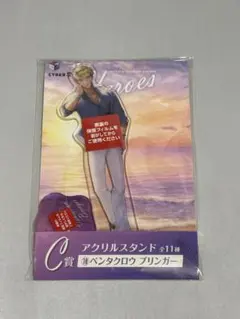 CYBER
Heroes
表面の
保護フィルムを
剥がしてから
ご使用ください
C賞
アクリルスタンド 全11種
ベンタクロウ ブリンガー